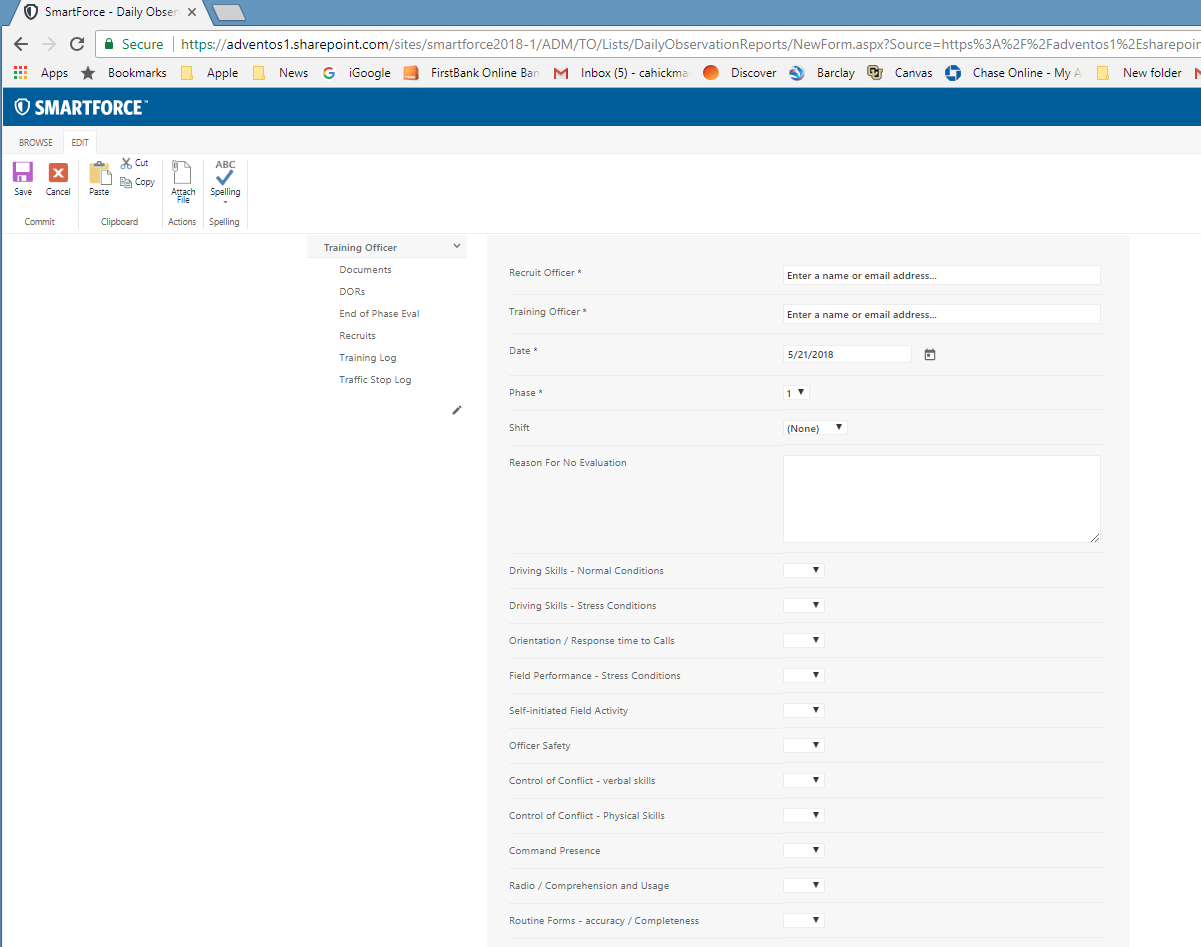 SmartForce - Daily Obser
Secure https://adventos1.sharepoint.com/sites/smartforce2018-1/ADM/TO/Lists/DailyObservationReports/NewForm.aspx?Source=https%3A%2F%2Fadventos1%2Esharepoin
Apps Bookmarks Apple News iGoogle FirstBank Online Ban Inbox (5) - cahickma Discover Barclay Canvas Chase Online - My A New folder
SMARTFORCE™
BROWSE EDIT
Save Cancel Paste Cut Copy Attach File ABC Spelling
Commit Clipboard Actions Spelling
Training Officer
Documents
DORs
End of Phase Eval
Recruits
Training Log
Traffic Stop Log
Recruit Officer * Enter a name or email address...
Training Officer * Enter a name or email address...
Date * 5/21/2018
Phase * 1
Shift (None)
Reason For No Evaluation
Driving Skills - Normal Conditions
Driving Skills - Stress Conditions
Orientation / Response time to Calls
Field Performance - Stress Conditions
Self-initiated Field Activity
Officer Safety
Control of Conflict - verbal skills
Control of Conflict - Physical Skills
Command Presence
Radio / Comprehension and Usage
Routine Forms - accuracy / Completeness